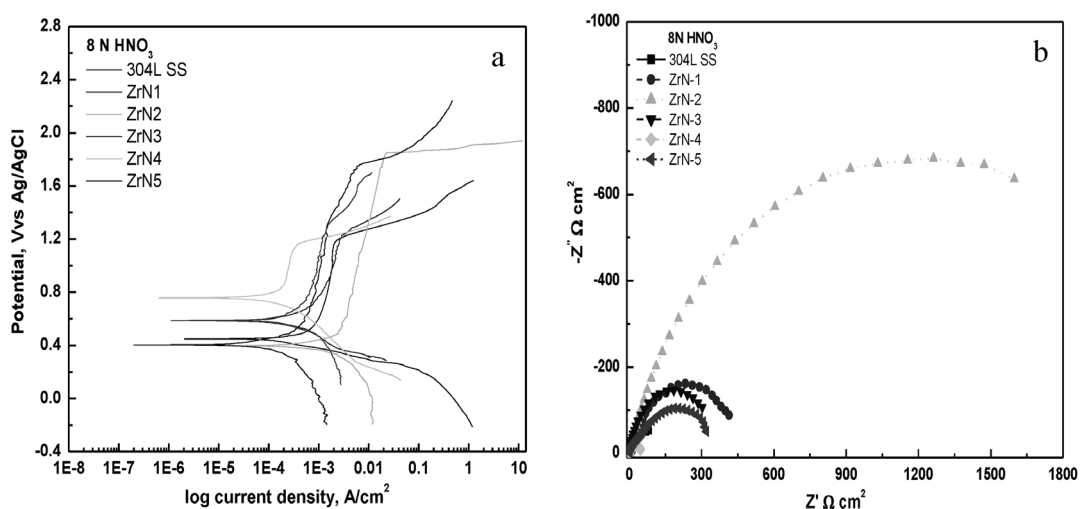 a
2.8
2.4
2.0
1.6
1.2
0.8
0.4
0.0
-0.4
Potential, Vvs Ag/AgCl
8 N HNO3
304L SS
ZrN1
ZrN2
ZrN3
ZrN4
ZrN5
1E-8 1E-7 1E-6 1E-5 1E-4 1E-3 0.01 0.1 1 10
log current density, A/cm2
b
-1000
-800
-600
-400
-200
0
-Z'' Ω cm2
8N HNO3
304L SS
ZrN-1
ZrN-2
ZrN-3
ZrN-4
ZrN-5
0 300 600 900 1200 1500 1800
Z' Ω cm2